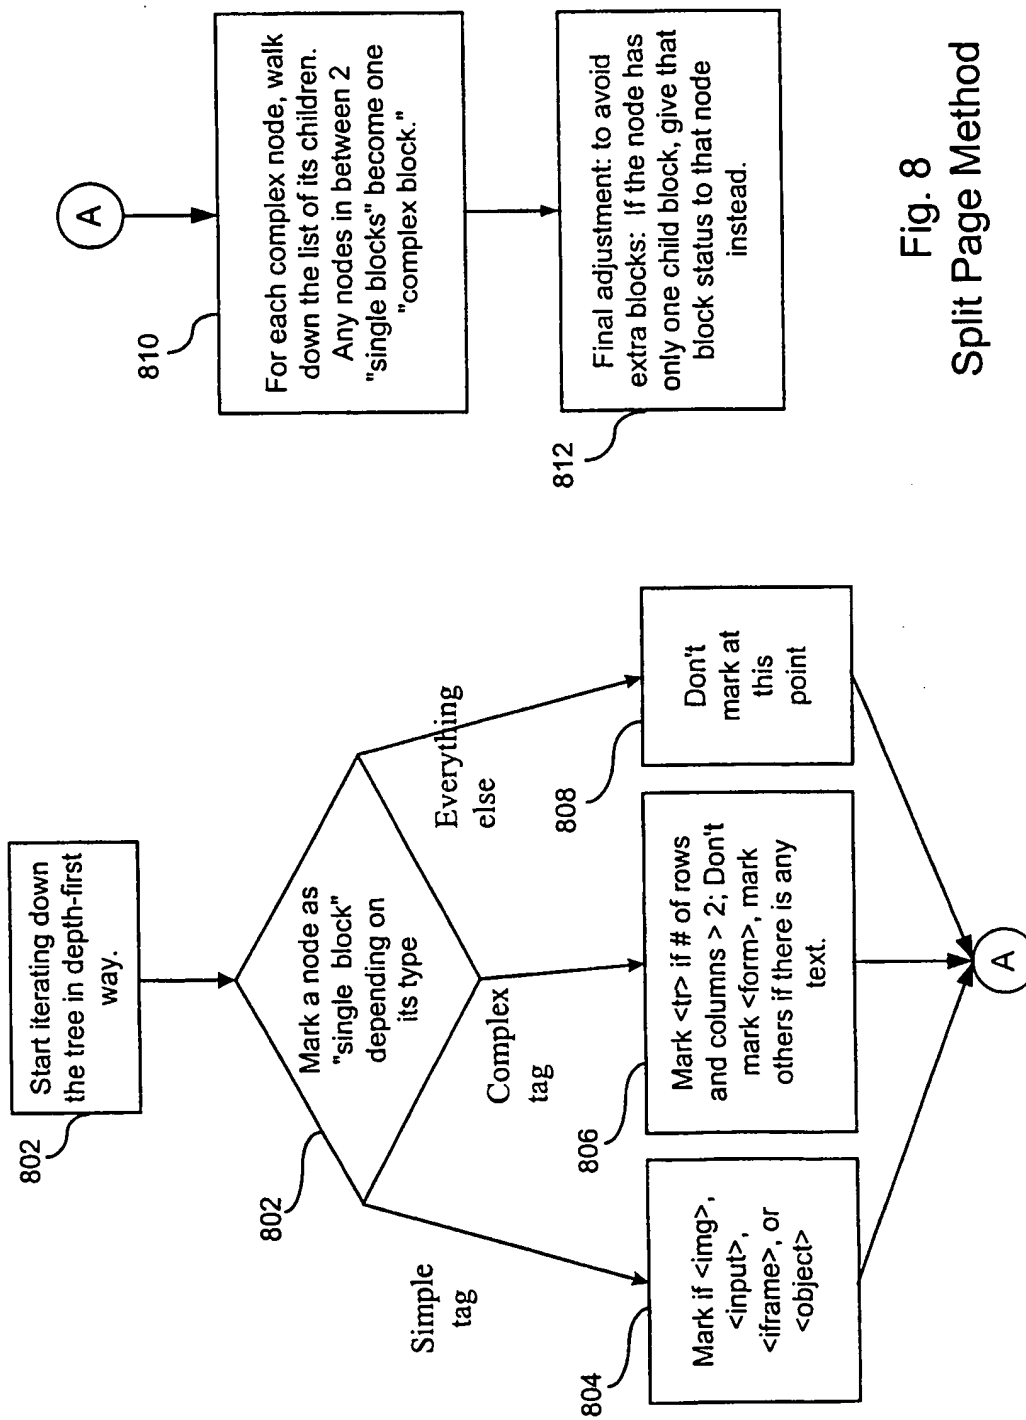 802
Start iterating down
the tree in depth-first
way.
802
Mark a node as
"single block"
depending on
its type
Simple
tag
Complex
tag
Everything
else
804
Mark if <img>,
<input>,
<iframe>, or
<object>
806
Mark <tr> if # of rows
and columns > 2; Don't
mark <form>, mark
others if there is any
text.
808
Don't
mark at
this
point
A
A
810
For each complex node, walk
down the list of its children.
Any nodes in between 2
"single blocks" become one
"complex block."
812
Final adjustment: to avoid
extra blocks: If the node has
only one child block, give that
block status to that node
instead.
Fig. 8
Split Page Method